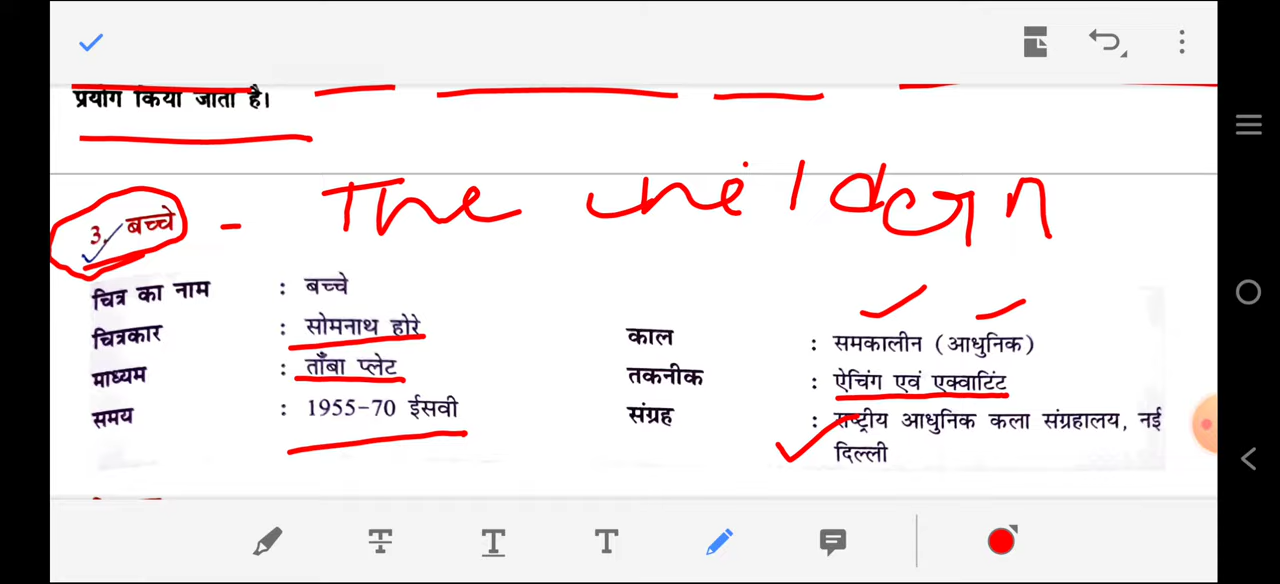 प्रयोग किया जाता है।
3. बच्चे - The childern
चित्र का नाम : बच्चे
चित्रकार : सोमनाथ होरे
काल : समकालीन (आधुनिक)
माध्यम : ताँबा प्लेट
तकनीक : ऐचिंग एवं एक्वाटिंट
समय : 1955-70 ईसवी
संग्रह : राष्ट्रीय आधुनिक कला संग्रहालय, नई
दिल्ली